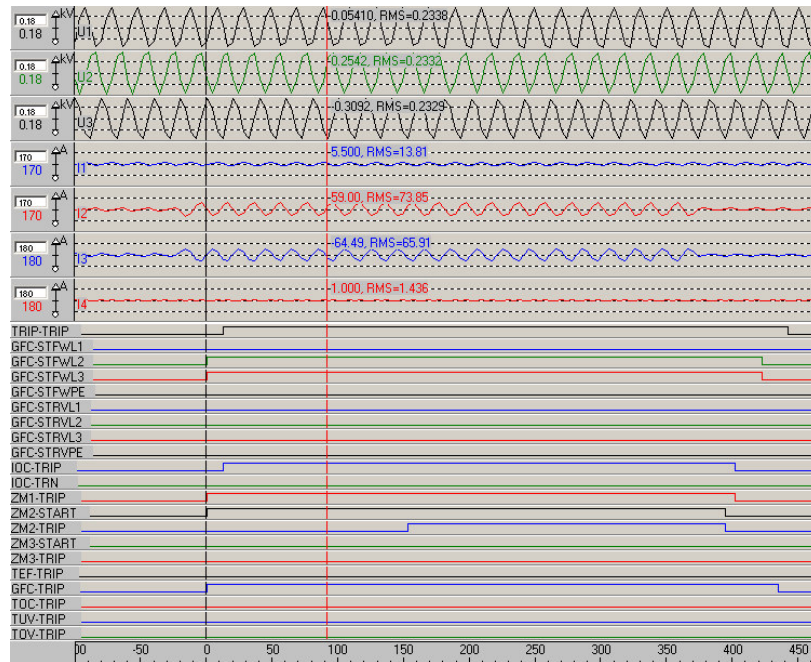 0.18 kV -0.05410, RMS=0.2338
0.18 U1
0.18 kV 0.2542, RMS=0.2332
0.18 U2
0.18 kV -0.3092, RMS=0.2329
0.18 U3
170 A 5.500, RMS=13.81
170 I1
170 A 59.00, RMS=73.85
170 I2
180 A -64.49, RMS=65.91
180 I3
180 A 1.000, RMS=1.436
180 I4
TRIP-TRIP
GFC-STFWL1
GFC-STFWL2
GFC-STFWL3
GFC-STFWPE
GFC-STRVL1
GFC-STRVL2
GFC-STRVL3
GFC-STRVPE
IOC-TRIP
IOC-TRN
ZM1-TRIP
ZM2-START
ZM2-TRIP
ZM3-START
ZM3-TRIP
TEF-TRIP
GFC-TRIP
TOC-TRIP
TUV-TRIP
TOV-TRIP
00 -50 0 50 100 150 200 250 300 350 400 450